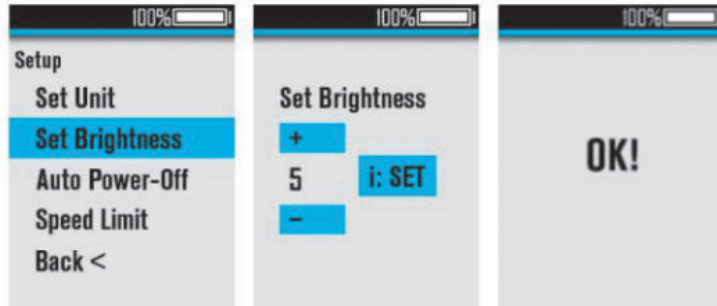 100%
Setup
Set Unit
Set Brightness
Auto Power-Off
Speed Limit
Back <
100%
Set Brightness
+
5
i: SET
−
100%
OK!